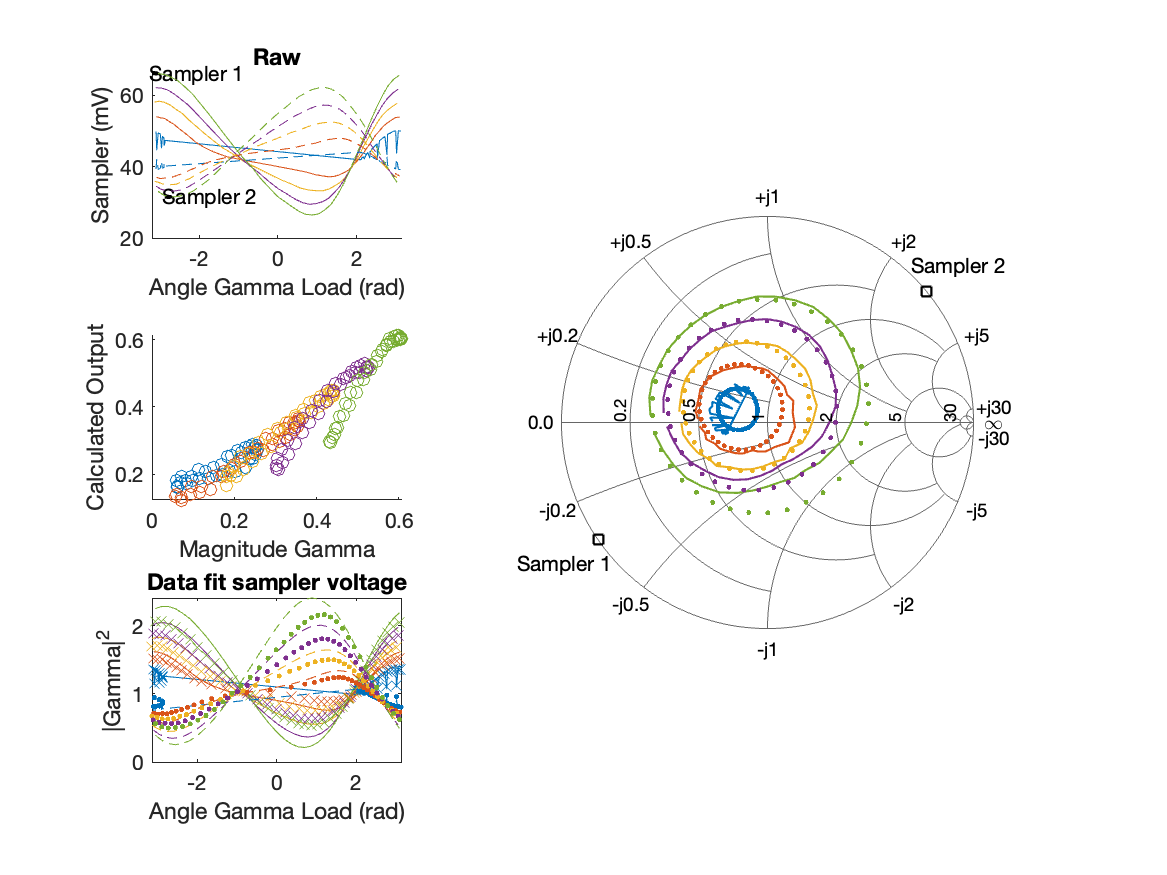 Raw
Sampler 1
Sampler 2
Sampler (mV)
60
40
20
-2
0
2
Angle Gamma Load (rad)
Calculated Output
0.6
0.4
0.2
0
0.2
0.4
0.6
Magnitude Gamma
Data fit sampler voltage
|Gamma|2
2
1
0
-2
0
2
Angle Gamma Load (rad)
+j1
+j0.5
+j2
Sampler 2
+j0.2
+j5
0.0
0.2
0.5
1
2
5
30
+j30
∞
-j30
-j0.2
-j5
Sampler 1
-j0.5
-j2
-j1